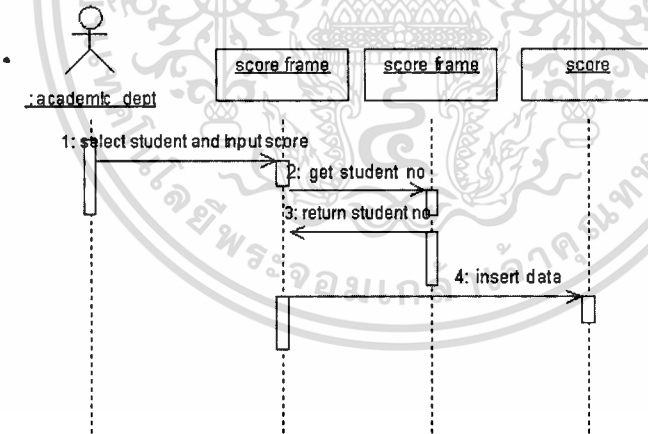 :academic_dept
score frame
score frame
score
1: select student and input score
2: get student no
3: return student no
4: insert data